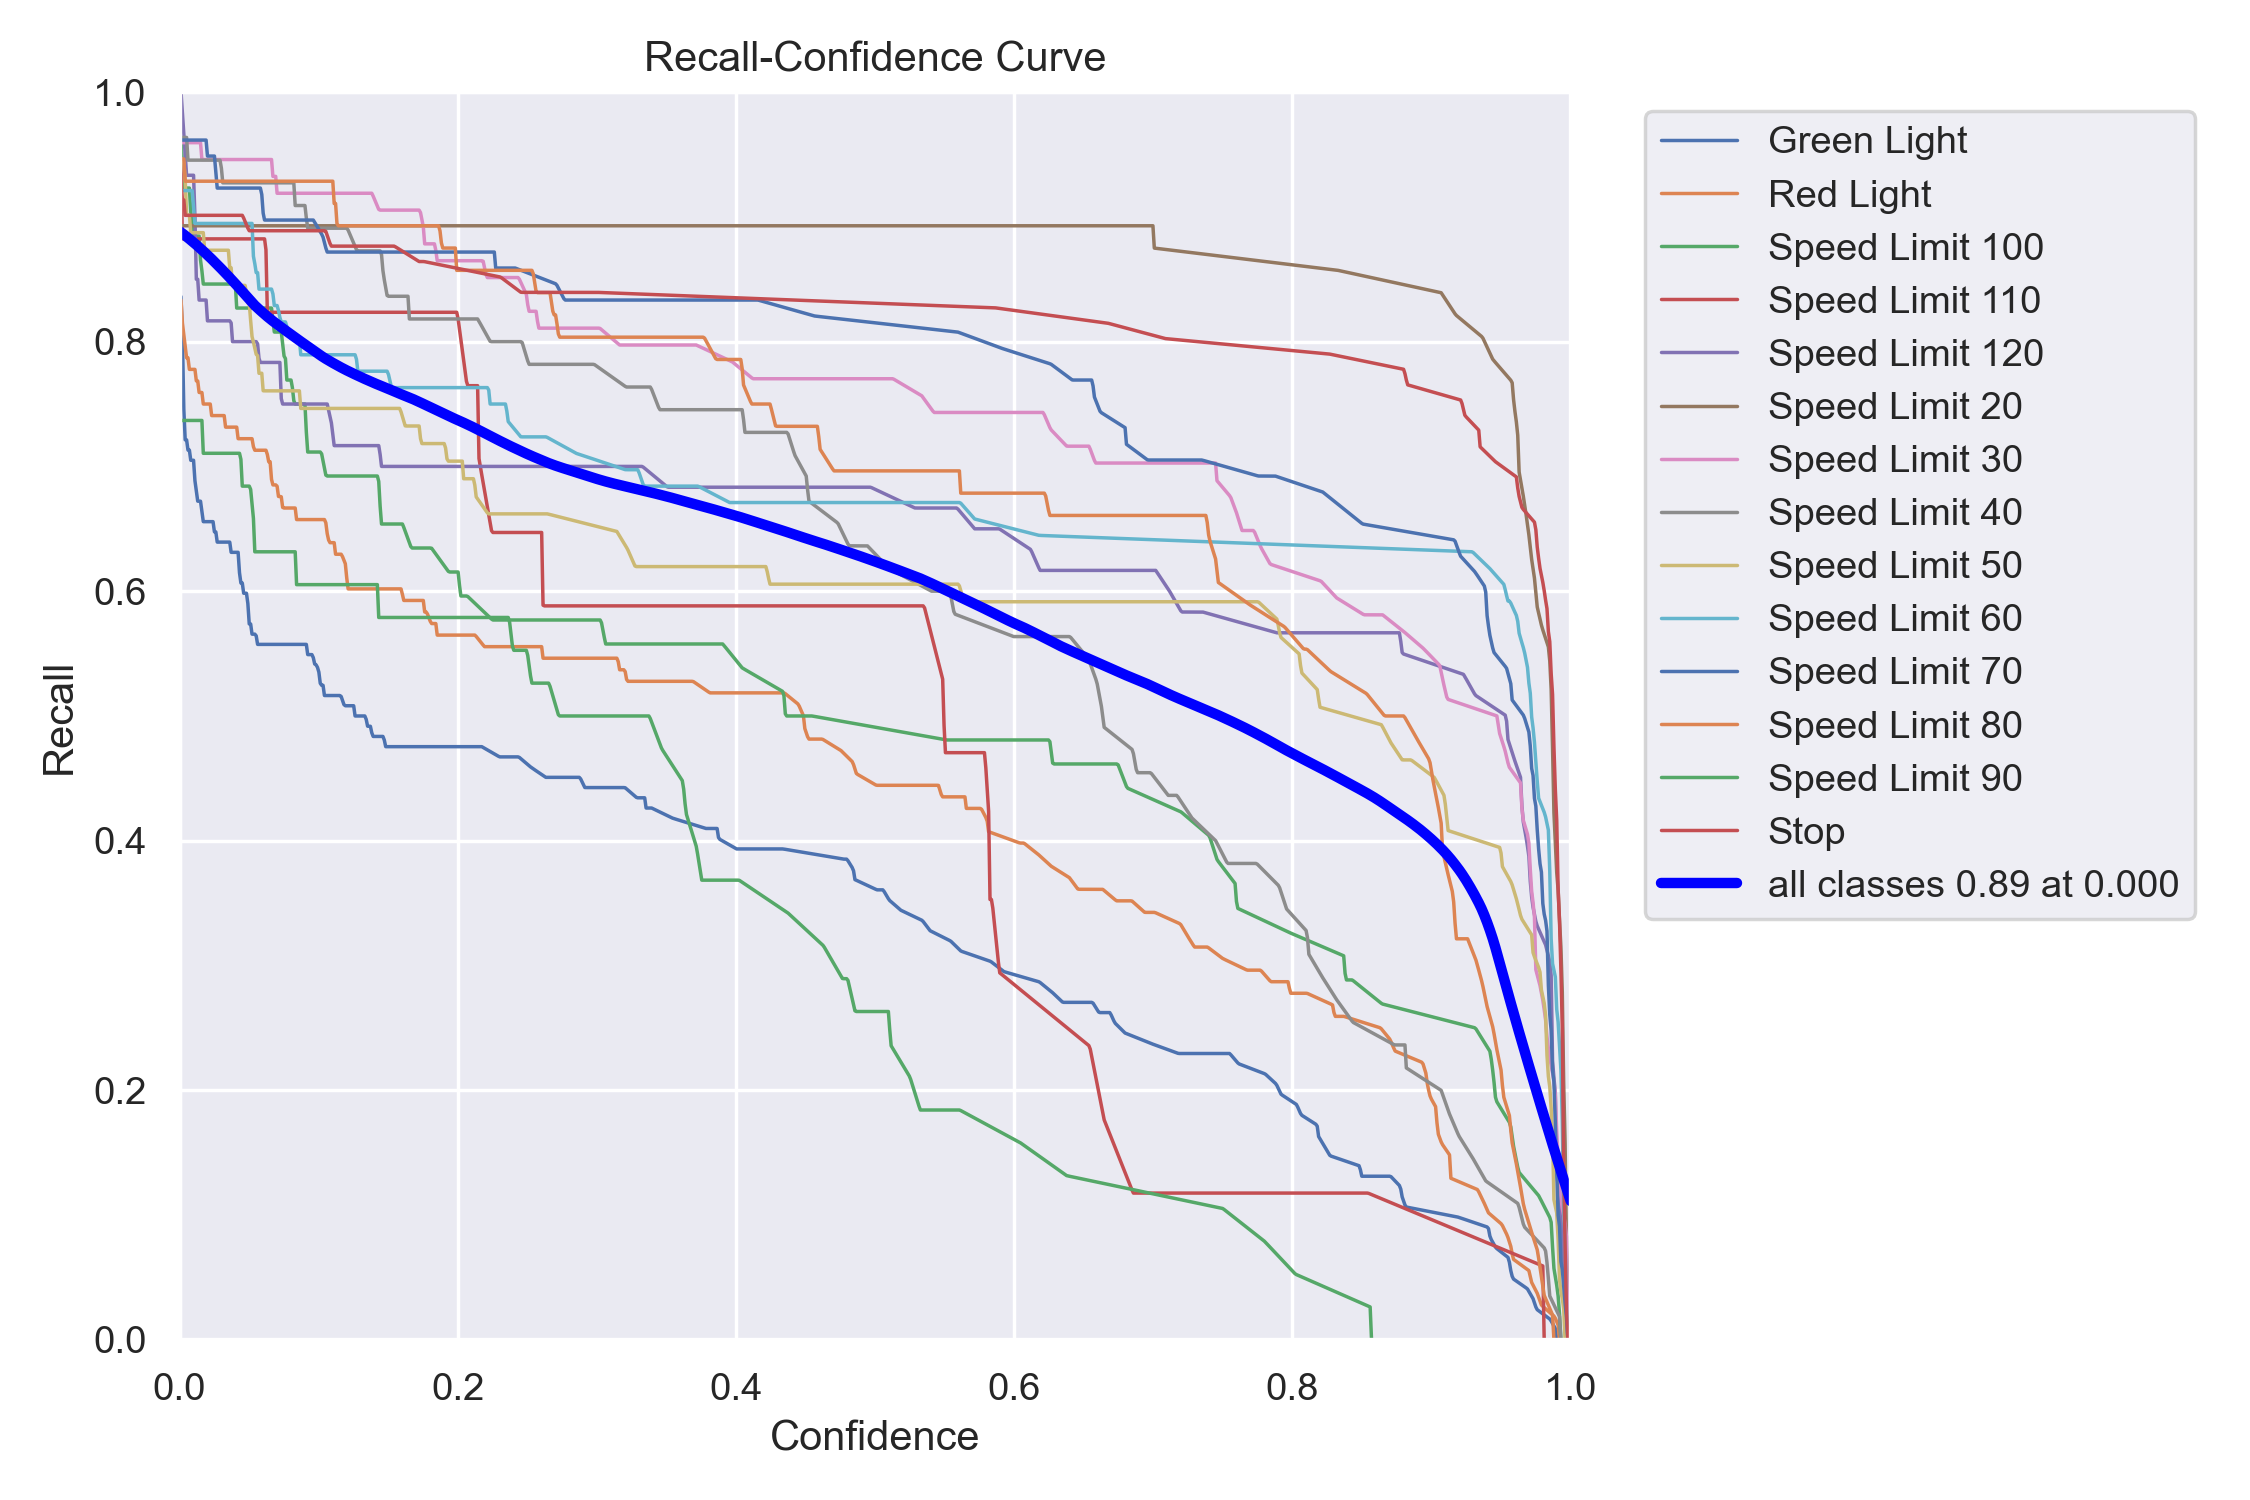 Recall-Confidence Curve
1.0
0.8
0.6
0.4
0.2
0.0
Recall
0.0 0.2 0.4 0.6 0.8 1.0
Confidence
Green Light
Red Light
Speed Limit 100
Speed Limit 110
Speed Limit 120
Speed Limit 20
Speed Limit 30
Speed Limit 40
Speed Limit 50
Speed Limit 60
Speed Limit 70
Speed Limit 80
Speed Limit 90
Stop
all classes 0.89 at 0.000